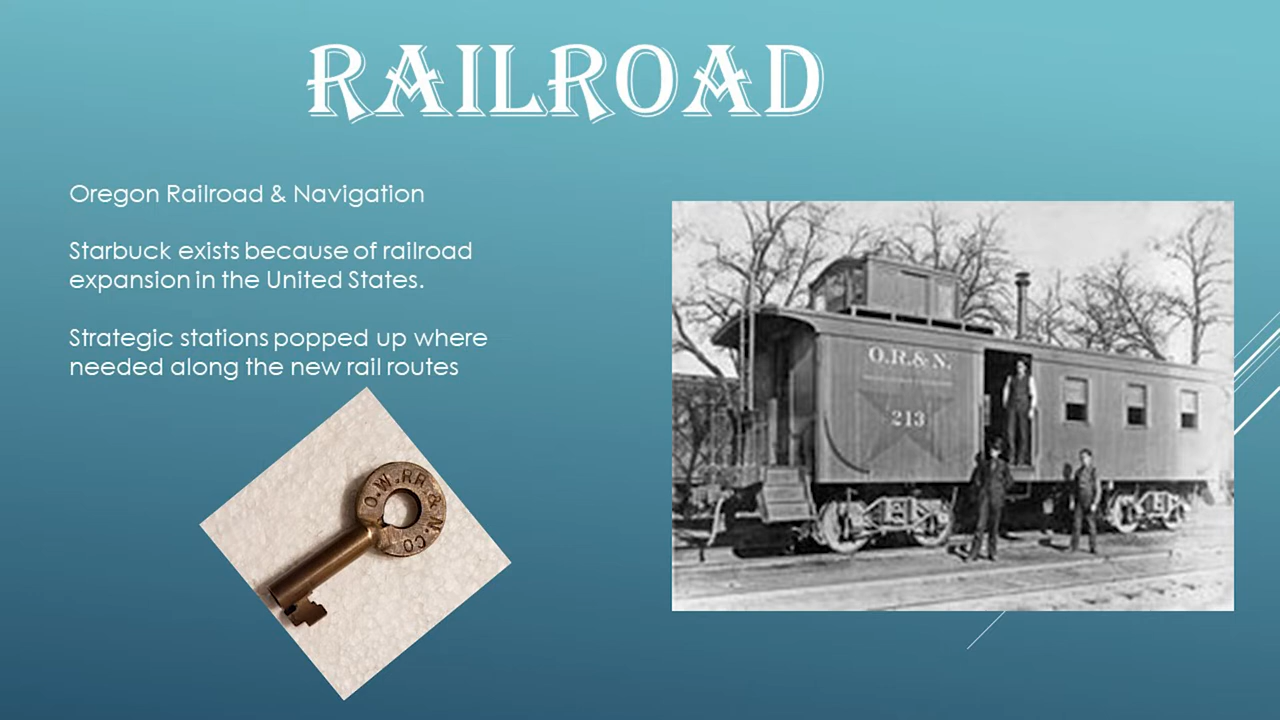 RAILROAD
Oregon Railroad & Navigation
Starbuck exists because of railroad
expansion in the United States.
Strategic stations popped up where
needed along the new rail routes
O.R.& N.
213
O.W.RR & N.CO